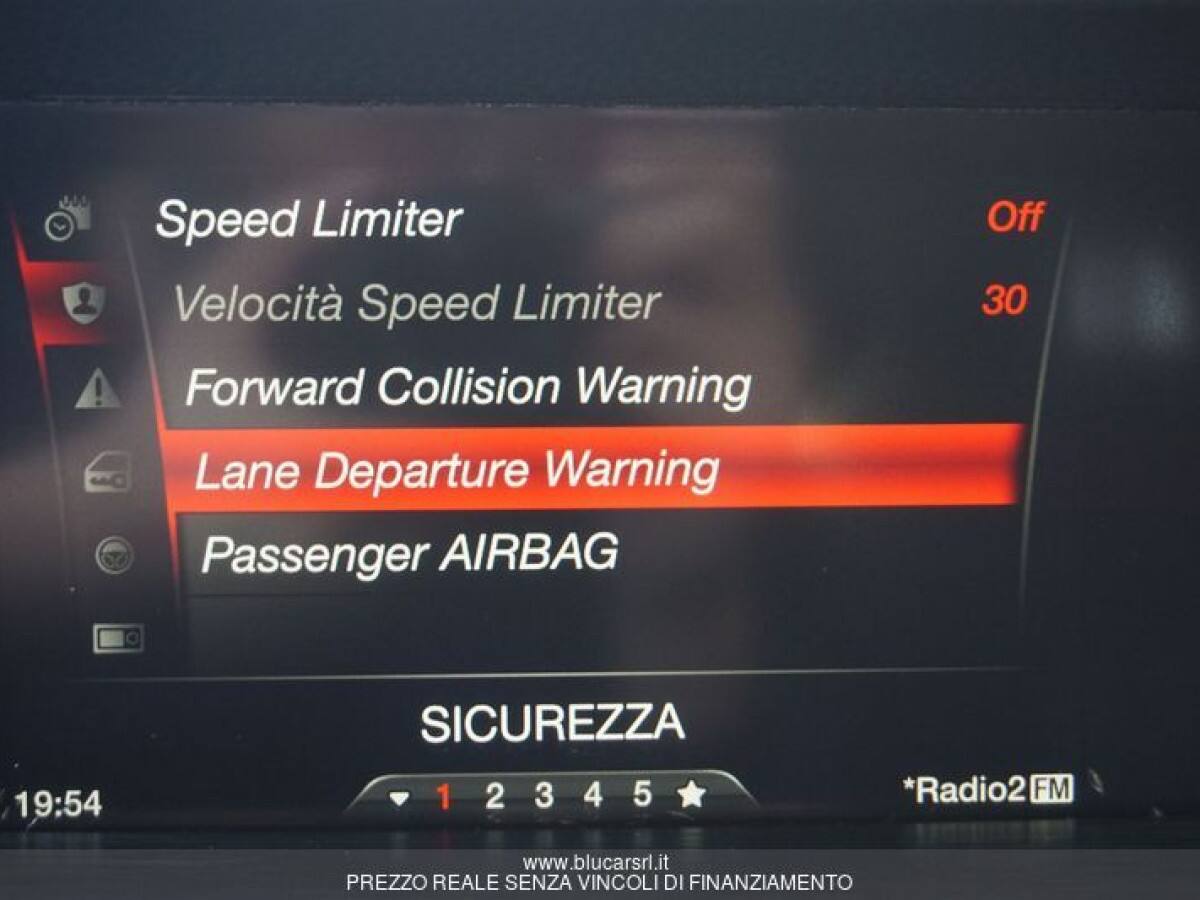 Speed Limiter Off
Velocità Speed Limiter 30
Forward Collision Warning
Lane Departure Warning
Passenger AIRBAG
SICUREZZA
19:54 1 2 3 4 5 *Radio2 FM
www.blucarsrl.it
PREZZO REALE SENZA VINCOLI DI FINANZIAMENTO